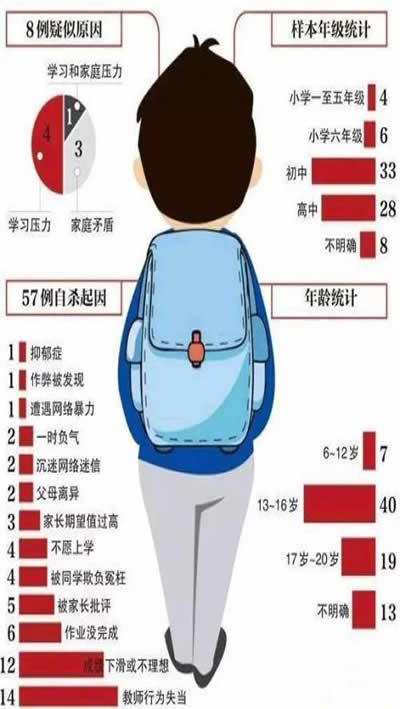 8例疑似原因
学习和家庭压力
4
1
3
学习压力
家庭矛盾
样本年级统计
小学一至五年级 4
小学六年级 6
初中 33
高中 28
不明确 8
57例自杀起因
1 抑郁症
1 作弊被发现
1 遭遇网络暴力
2 一时负气
2 沉迷网络迷信
2 父母离异
3 家长期望值过高
4 不愿上学
4 被同学欺负冤枉
5 被家长批评
6 作业没完成
12 成绩下滑或不理想
14 教师行为失当
年龄统计
6~12岁 7
13~16岁 40
17岁~20岁 19
不明确 13